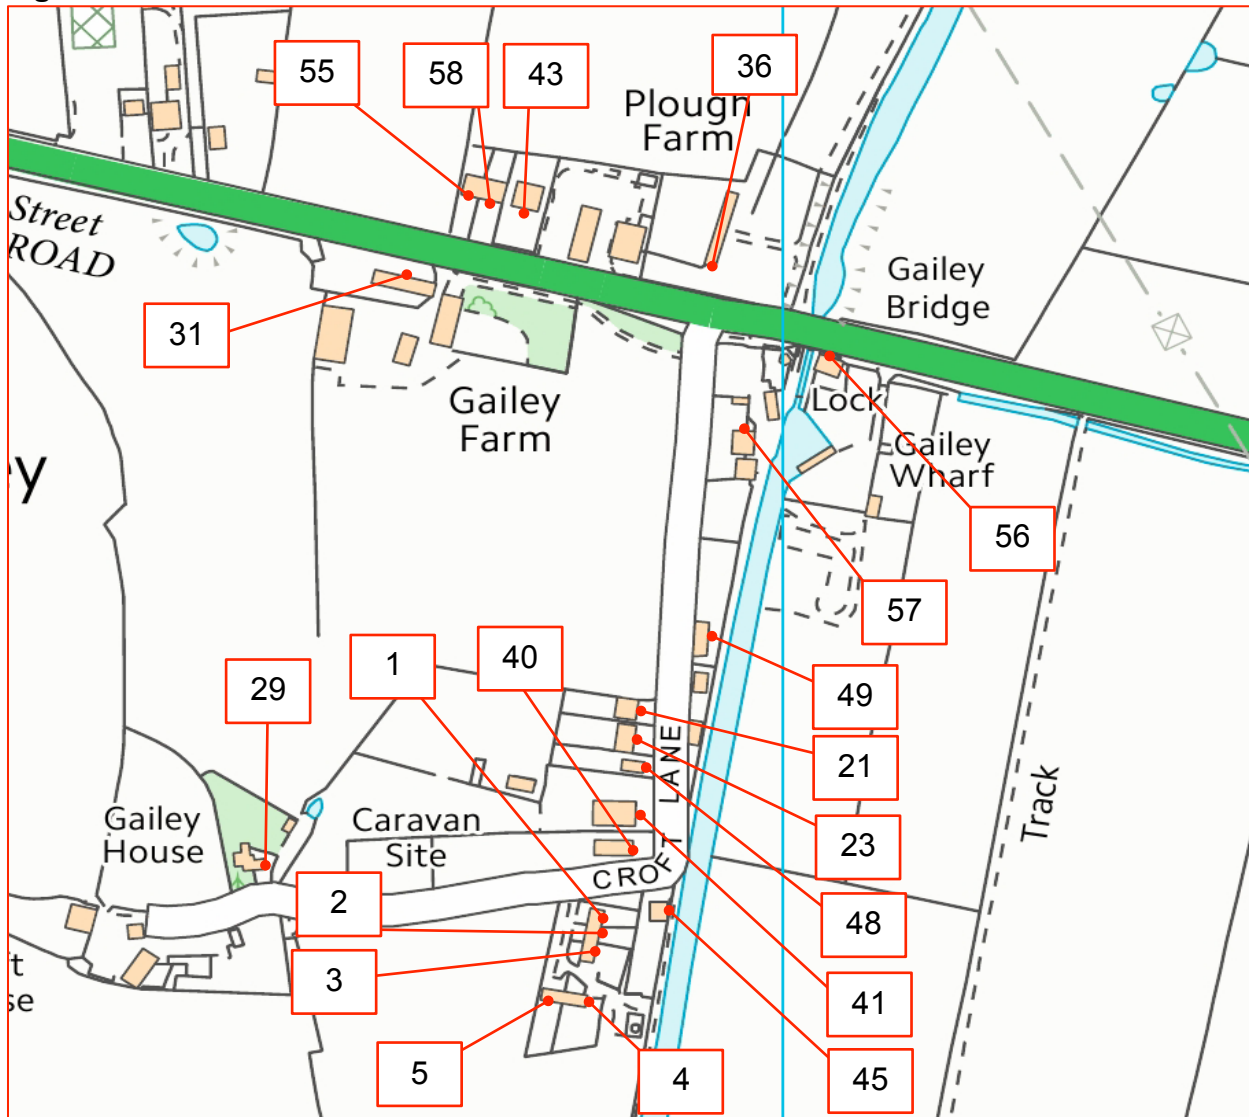 55
58
43
36
Plough
Farm
Street
ROAD
Gailey
Bridge
31
Gailey
Farm
Lock
Gailey
Wharf
y
56
57
1
40
29
49
21
LANE
Track
Gailey
House
Caravan
Site
23
CROFT
2
48
3
41
ft
se
5
4
45